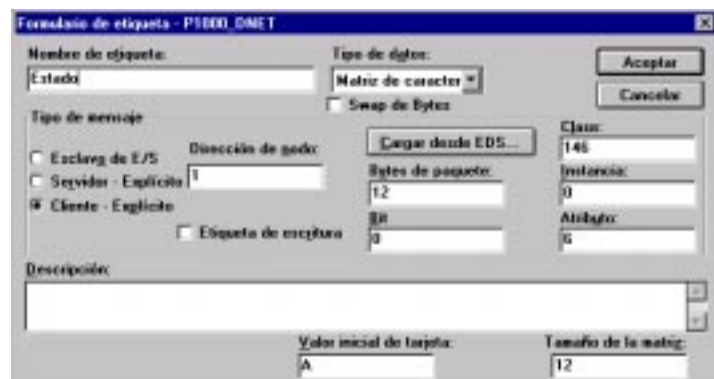 Formulario de etiqueta - P1000_DNET
Nombre de etiqueta:
Estado
Tipo de datos:
Matriz de caracter
Swap de Bytes
Aceptar
Cancelar
Tipo de mensaje
Esclavo de E/S
Servidor - Explícito
Cliente - Explícito
Dirección de nodo:
1
Etiqueta de escritura
Cargar desde EDS...
Bytes de paquete:
12
Bit
0
Clase:
146
Instancia:
0
Atributo:
6
Descripción:
Valor inicial de tarjeta:
A
Tamaño de la matriz:
12